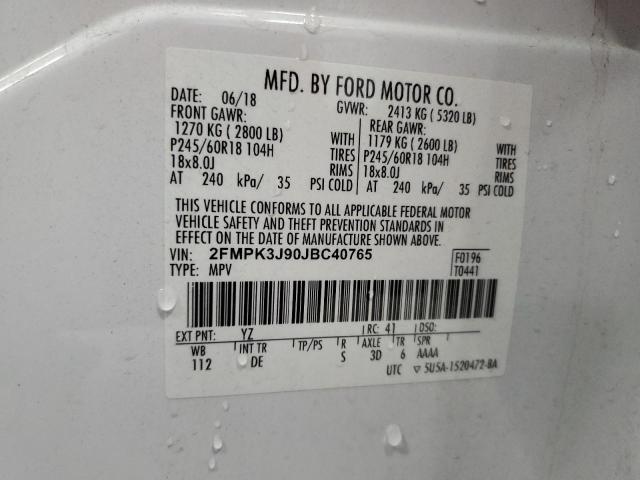 MFD. BY FORD MOTOR CO.
DATE: 06/18 GVWR: 2413 KG ( 5320 LB)
FRONT GAWR: REAR GAWR:
1270 KG ( 2800 LB) WITH 1179 KG ( 2600 LB) WITH
P245/60R18 104H TIRES P245/60R18 104H TIRES
18x8.0J RIMS 18x8.0J RIMS
AT 240 kPa/ 35 PSI COLD AT 240 kPa/ 35 PSI COLD
THIS VEHICLE CONFORMS TO ALL APPLICABLE FEDERAL MOTOR
VEHICLE SAFETY AND THEFT PREVENTION STANDARDS IN
EFFECT ON THE DATE OF MANUFACTURE SHOWN ABOVE.
VIN: 2FMPK3J90JBC40765 F0196
TYPE: MPV T0441
EXT PNT: YZ RC: 41 DSO:
WB INT TR TP/PS R AXLE TR SPR
112 DE S 3D 6 AAAA
UTC ▽ 5U5A-1520472-BA